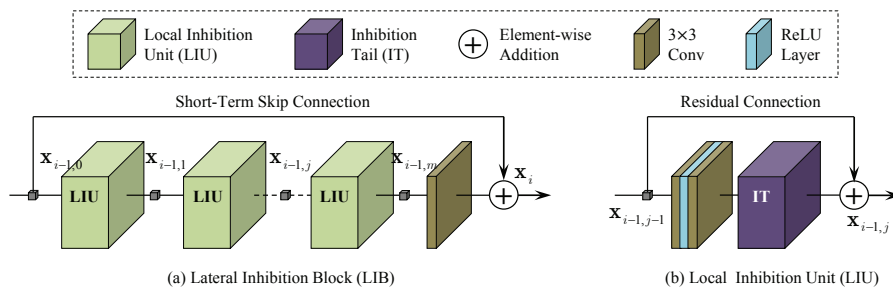 Local Inhibition Unit (LIU)
Inhibition Tail (IT)
Element-wise Addition
3×3 Conv
ReLU Layer
Short-Term Skip Connection
Residual Connection
x_{i−1,0}
x_{i−1,1}
x_{i−1,j}
x_{i−1,m}
x_i
LIU
LIU
LIU
IT
x_{i−1,j−1}
x_{i−1,j}
(a) Lateral Inhibition Block (LIB)
(b) Local Inhibition Unit (LIU)